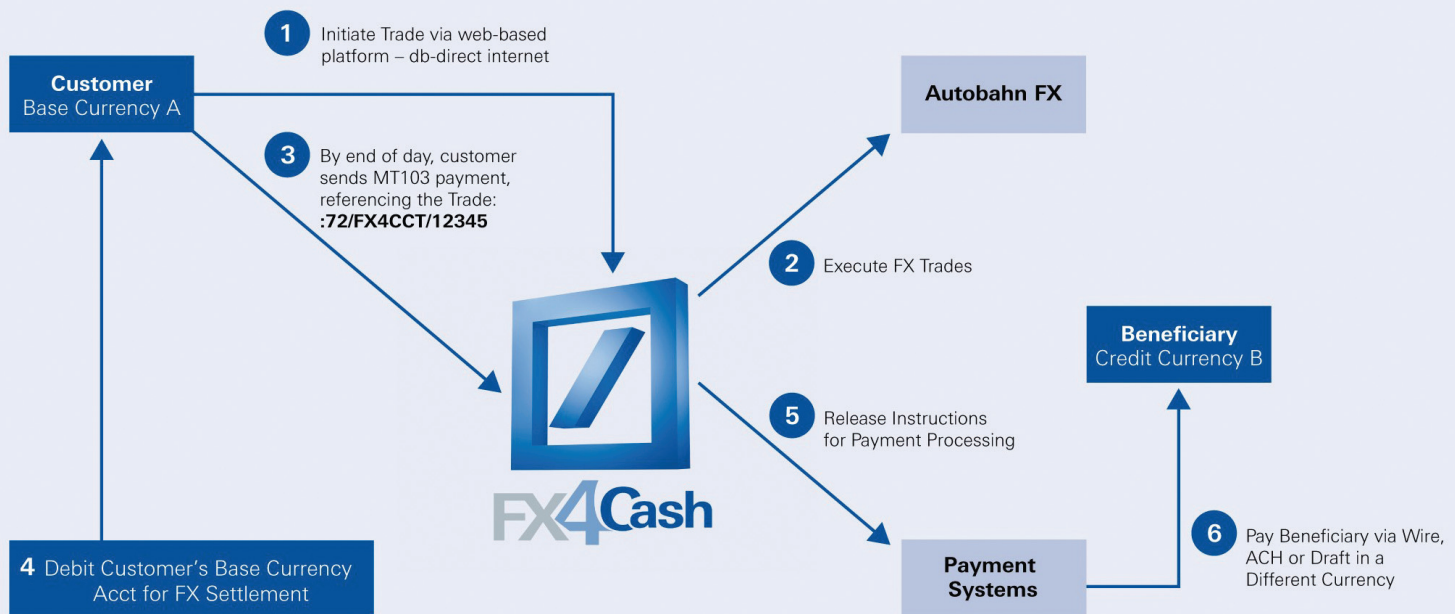 1 Initiate Trade via web-based
platform – db-direct internet
Customer
Base Currency A
Autobahn FX
3 By end of day, customer
sends MT103 payment,
referencing the Trade:
:72/FX4CCT/12345
2 Execute FX Trades
Beneficiary
Credit Currency B
5 Release Instructions
for Payment Processing
FX4Cash
4 Debit Customer’s Base Currency
Acct for FX Settlement
Payment
Systems
6 Pay Beneficiary via Wire,
ACH or Draft in a
Different Currency